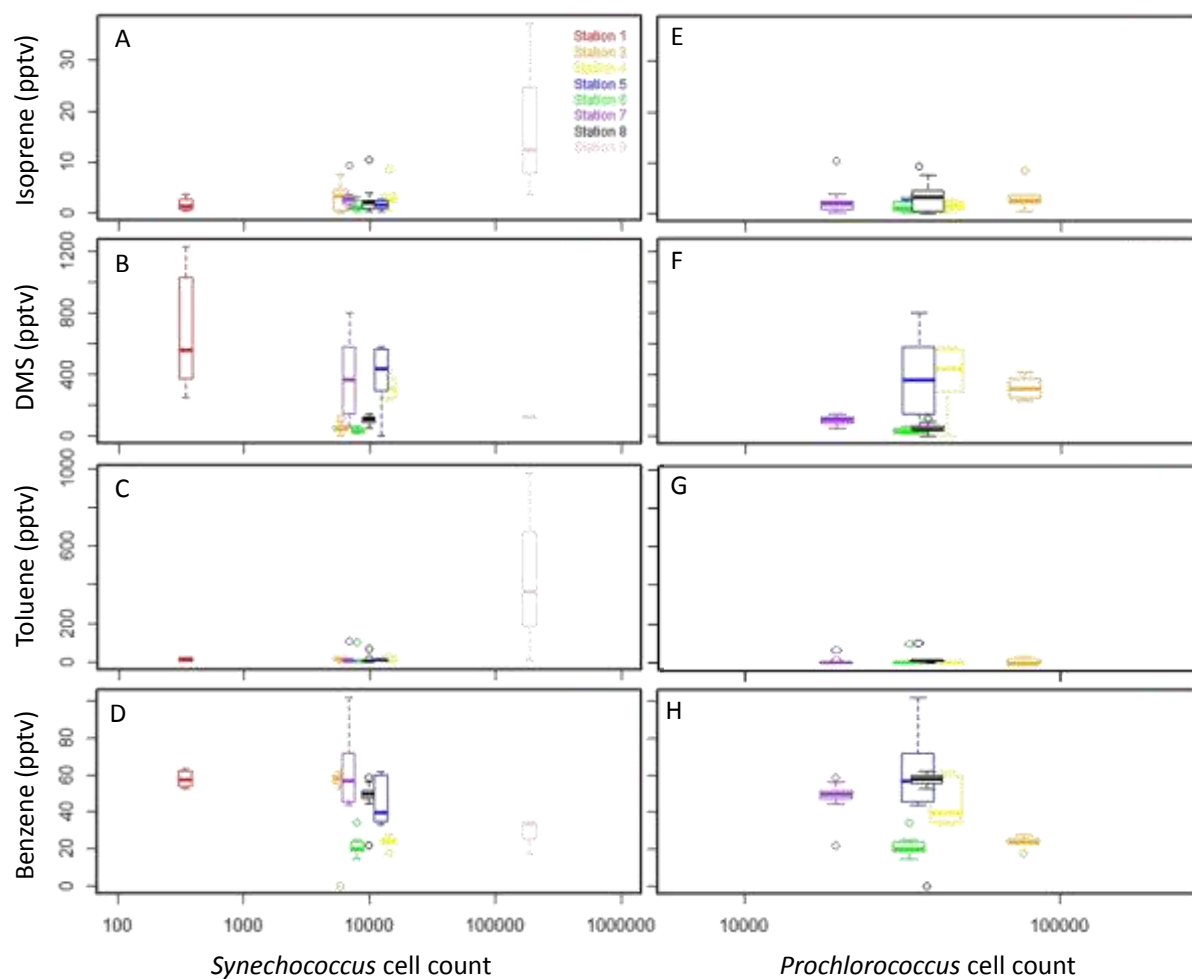 A
Station 1
Station 3
Station 4
Station 5
Station 6
Station 7
Station 8
Station 9
Isoprene (pptv)
0
10
20
30
E
B
DMS (pptv)
0
400
800
1200
F
C
Toluene (pptv)
0
200
600
1000
G
D
Benzene (pptv)
0
20
40
60
80
H
100
1000
10000
100000
1000000
10000
100000
Synechococcus cell count
Prochlorococcus cell count